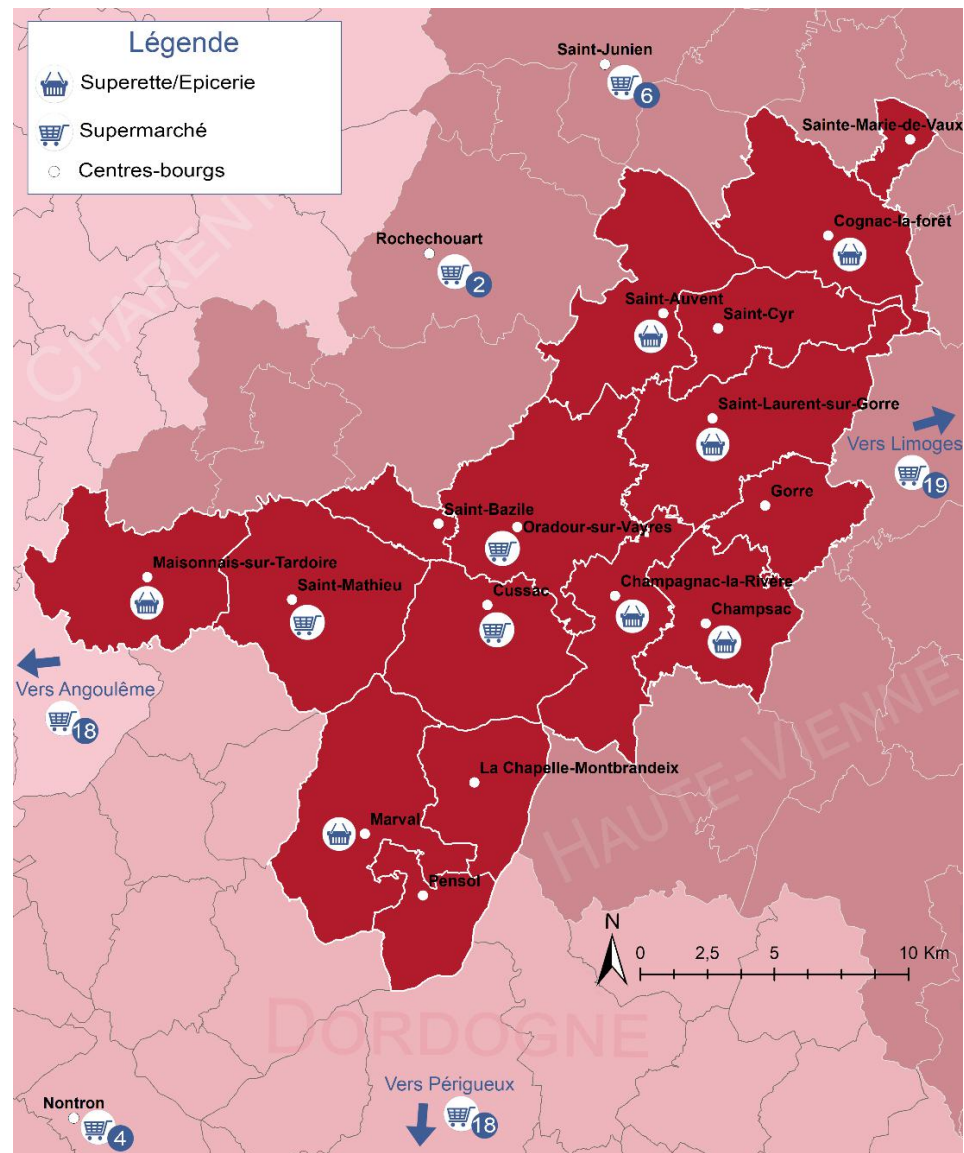 Légende
Superette/Epicerie
Supermarché
Centres-bourgs
Saint-Junien
6
Sainte-Marie-de-Vaux
CHARENT
Rochechouart
2
Cognac-la-forêt
Saint-Auvent
Saint-Cyr
Saint-Laurent-sur-Gorre
Vers Limoges
19
Gorre
Saint-Bazile
Oradour-sur-Vayres
Maisonnais-sur-Tardoire
Saint-Mathieu
Cussac
Champagnac-la-Rivère
Champsac
Vers Angoulême
18
HAUTE-VIENNE
La Chapelle-Montbrandeix
Marval
Pensol
N
0 2,5 5 10 Km
DORDOGNE
Vers Périgueux
18
Nontron
4